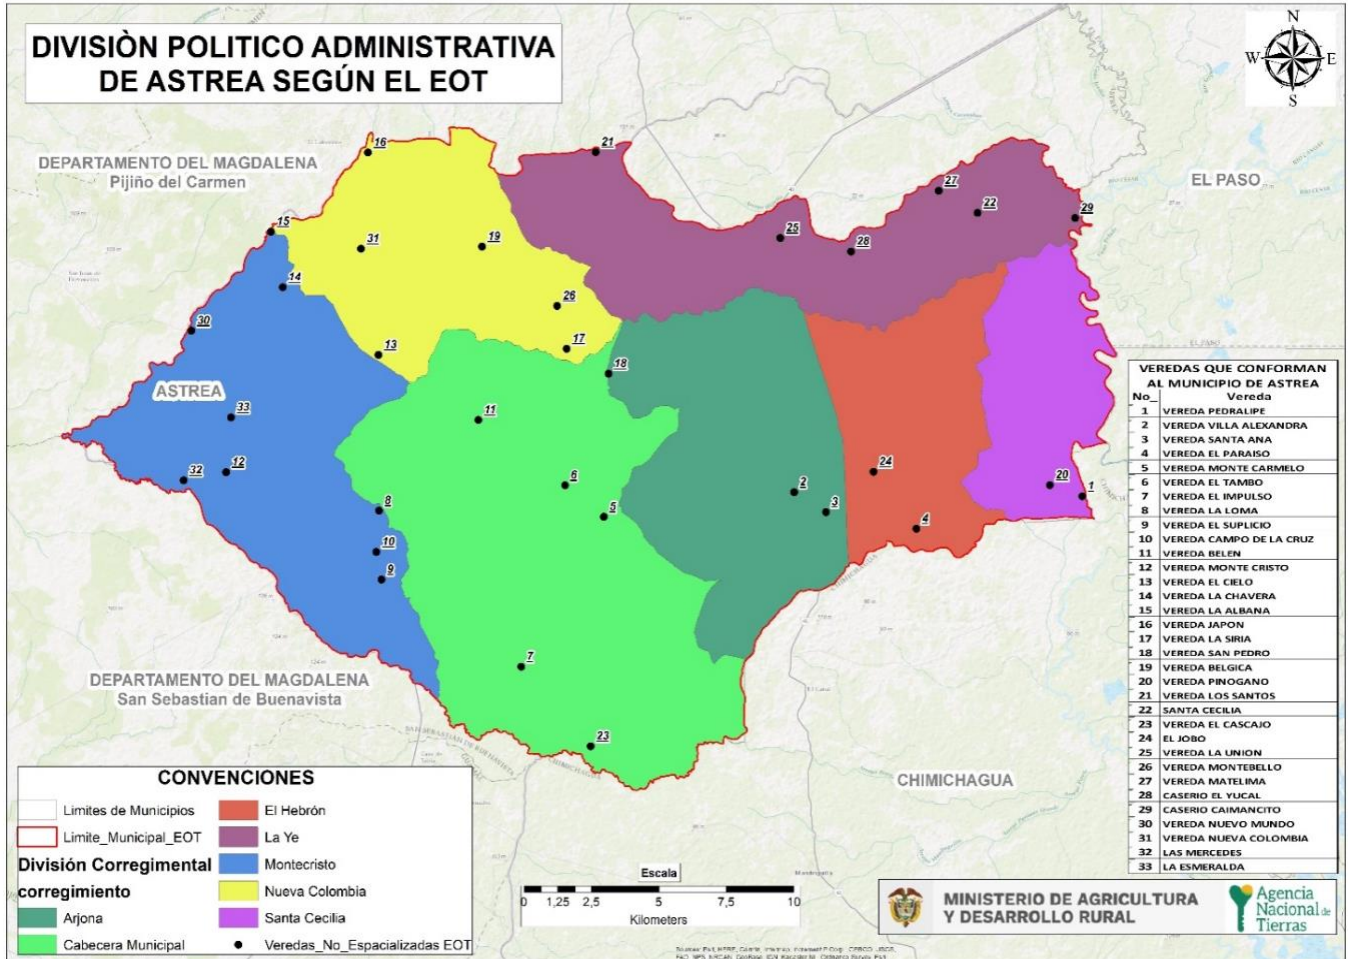 DIVISIÒN POLITICO ADMINISTRATIVA
DE ASTREA SEGÚN EL EOT
N
W E
S
DEPARTAMENTO DEL MAGDALENA
Pijiño del Carmen
EL PASO
16
21
27
22
29
15
31
19
25
28
14
26
30
13
17
18
EL PASO
ASTREA
33
11
32
12
6
24
20
1
2
8
5
3
4
10
9
7
23
DEPARTAMENTO DEL MAGDALENA
San Sebastian de Buenavista
SAN SEBASTIAN DE BUENAVISTA
CHIMICHAGUA
CHIMICHAGUA
VEREDAS QUE CONFORMAN
AL MUNICIPIO DE ASTREA
No_ Vereda
1 VEREDA PEDRALIPE
2 VEREDA VILLA ALEXANDRA
3 VEREDA SANTA ANA
4 VEREDA EL PARAISO
5 VEREDA MONTE CARMELO
6 VEREDA EL TAMBO
7 VEREDA EL IMPULSO
8 VEREDA LA LOMA
9 VEREDA EL SUPLICIO
10 VEREDA CAMPO DE LA CRUZ
11 VEREDA BELEN
12 VEREDA MONTE CRISTO
13 VEREDA EL CIELO
14 VEREDA LA CHAVERA
15 VEREDA LA ALBANA
16 VEREDA JAPON
17 VEREDA LA SIRIA
18 VEREDA SAN PEDRO
19 VEREDA BELGICA
20 VEREDA PINOGANO
21 VEREDA LOS SANTOS
22 SANTA CECILIA
23 VEREDA EL CASCAJO
24 EL JOBO
25 VEREDA LA UNION
26 VEREDA MONTEBELLO
27 VEREDA MATELIMA
28 CASERIO EL YUCAL
29 CASERIO CAIMANCITO
30 VEREDA NUEVO MUNDO
31 VEREDA NUEVA COLOMBIA
32 LAS MERCEDES
33 LA ESMERALDA
CONVENCIONES
Limites de Municipios
Limite_Municipal_EOT
División Corregimental
corregimiento
Arjona
Cabecera Municipal
El Hebrón
La Ye
Montecristo
Nueva Colombia
Santa Cecilia
Veredas_No_Espacializadas EOT
Escala
0 1,25 2,5 5 7,5 10
Kilometers
MINISTERIO DE AGRICULTURA
Y DESARROLLO RURAL
Agencia
Nacional de
Tierras